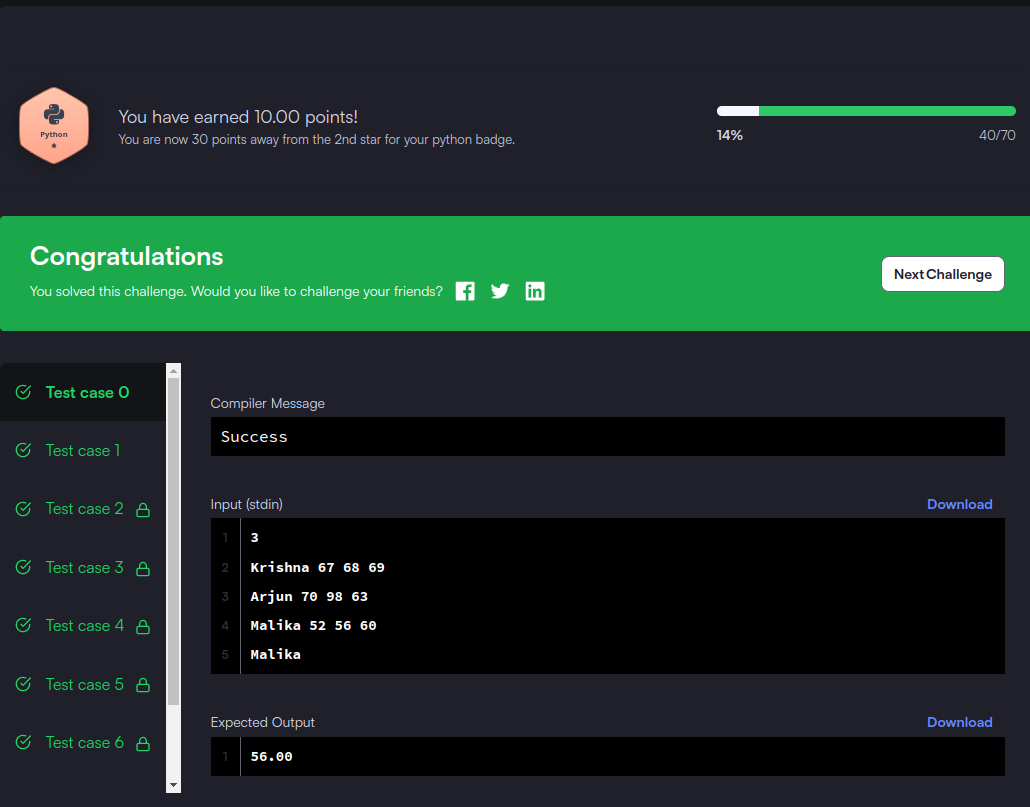 Python
You have earned 10.00 points!
You are now 30 points away from the 2nd star for your python badge.
14%
40/70
Congratulations
You solved this challenge. Would you like to challenge your friends?
Next Challenge
Test case 0
Test case 1
Test case 2
Test case 3
Test case 4
Test case 5
Test case 6
Compiler Message
Success
Input (stdin)
Download
1 3
2 Krishna 67 68 69
3 Arjun 70 98 63
4 Malika 52 56 60
5 Malika
Expected Output
Download
1 56.00